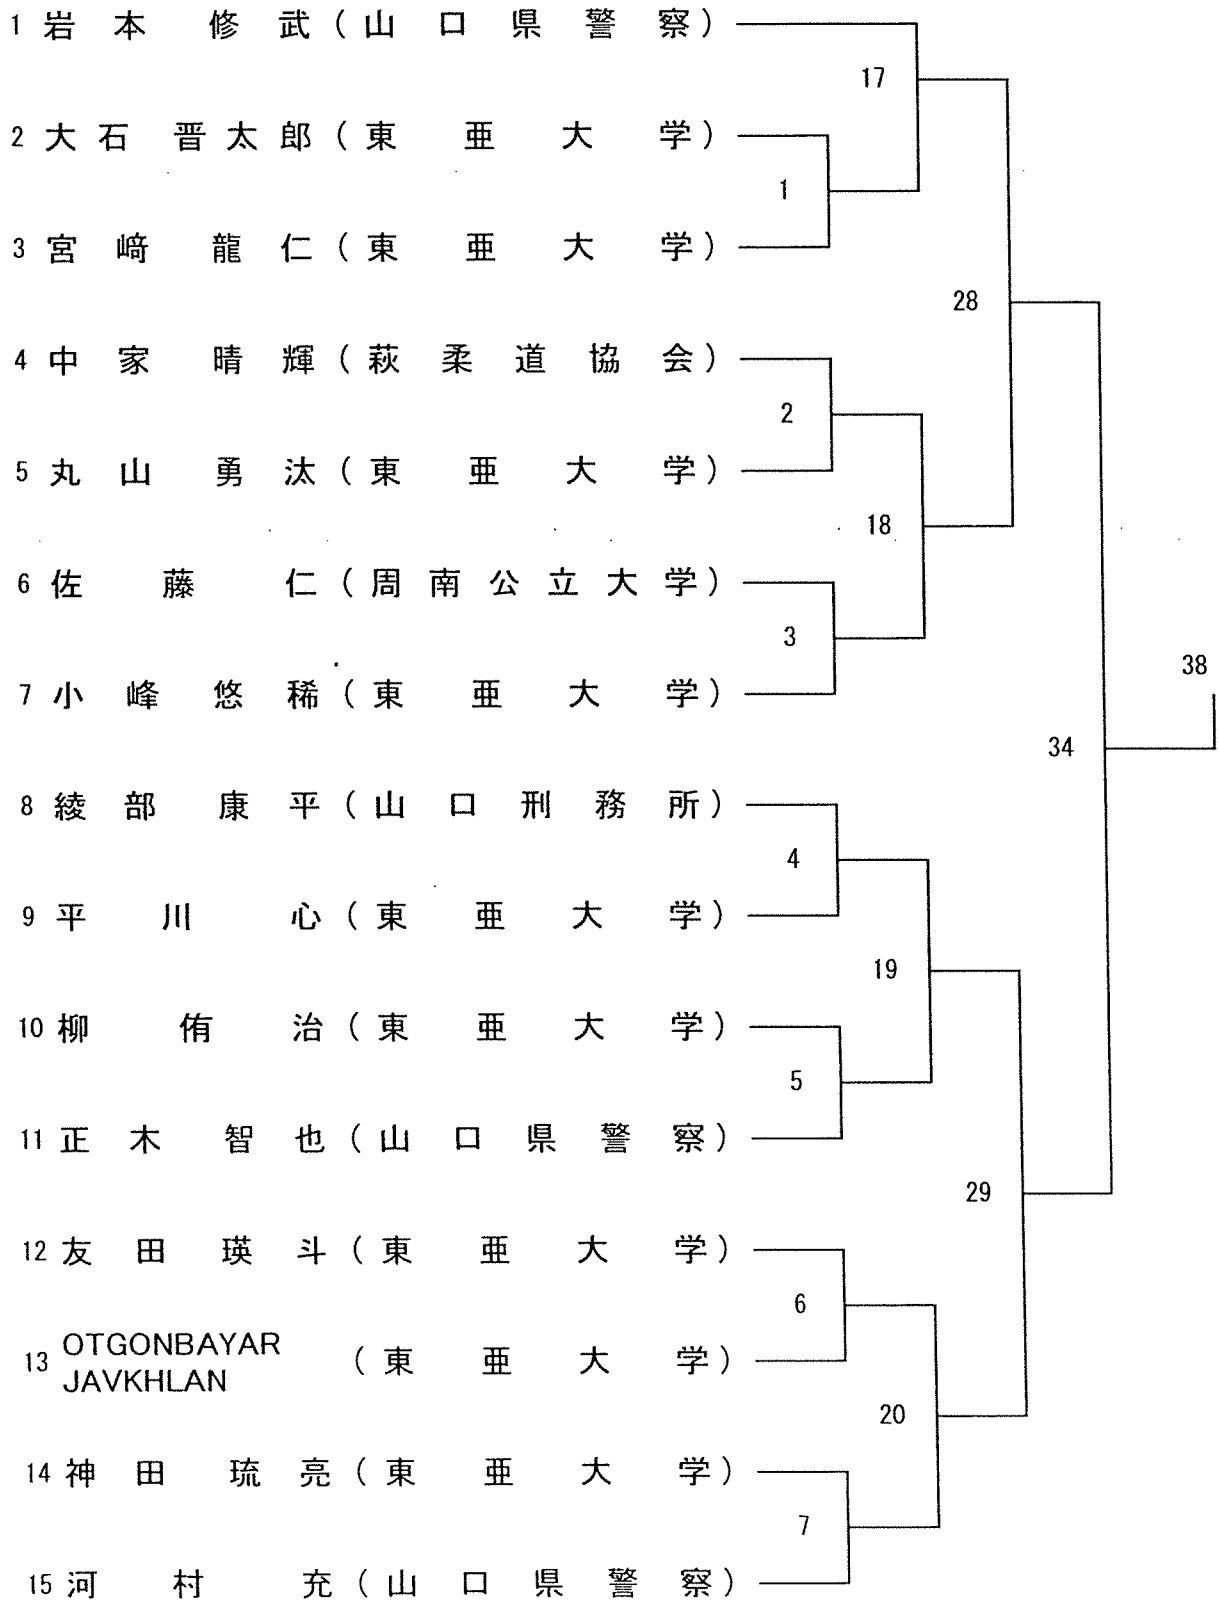 1 岩本 修武(山口県警察)
17
2 大石 晋太郎(東亜大学)
1
3 宮﨑 龍仁(東亜大学)
28
4 中家 晴輝(萩柔道協会)
2
5 丸山 勇汰(東亜大学)
18
6 佐藤 仁(周南公立大学)
3
38
7 小峰 悠稀(東亜大学)
34
8 綾部 康平(山口刑務所)
4
9 平川 心(東亜大学)
19
10 柳 侑治(東亜大学)
5
11 正木 智也(山口県警察)
29
12 友田 瑛斗(東亜大学)
6
13 OTGONBAYAR JAVKHLAN(東亜大学)
20
14 神田 琉亮(東亜大学)
7
15 河村 充(山口県警察)